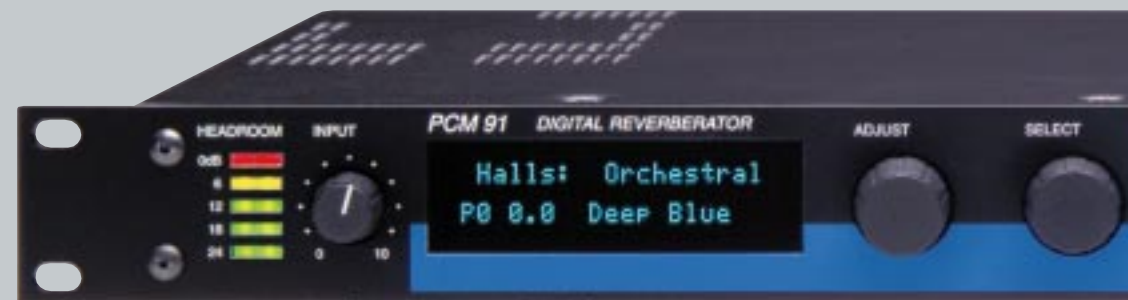 HEADROOM INPUT PCM 91 DIGITAL REVERBERATOR ADJUST SELECT
0dB
6
12
18
24
0 10
Halls: Orchestral
P0 0.0 Deep Blue